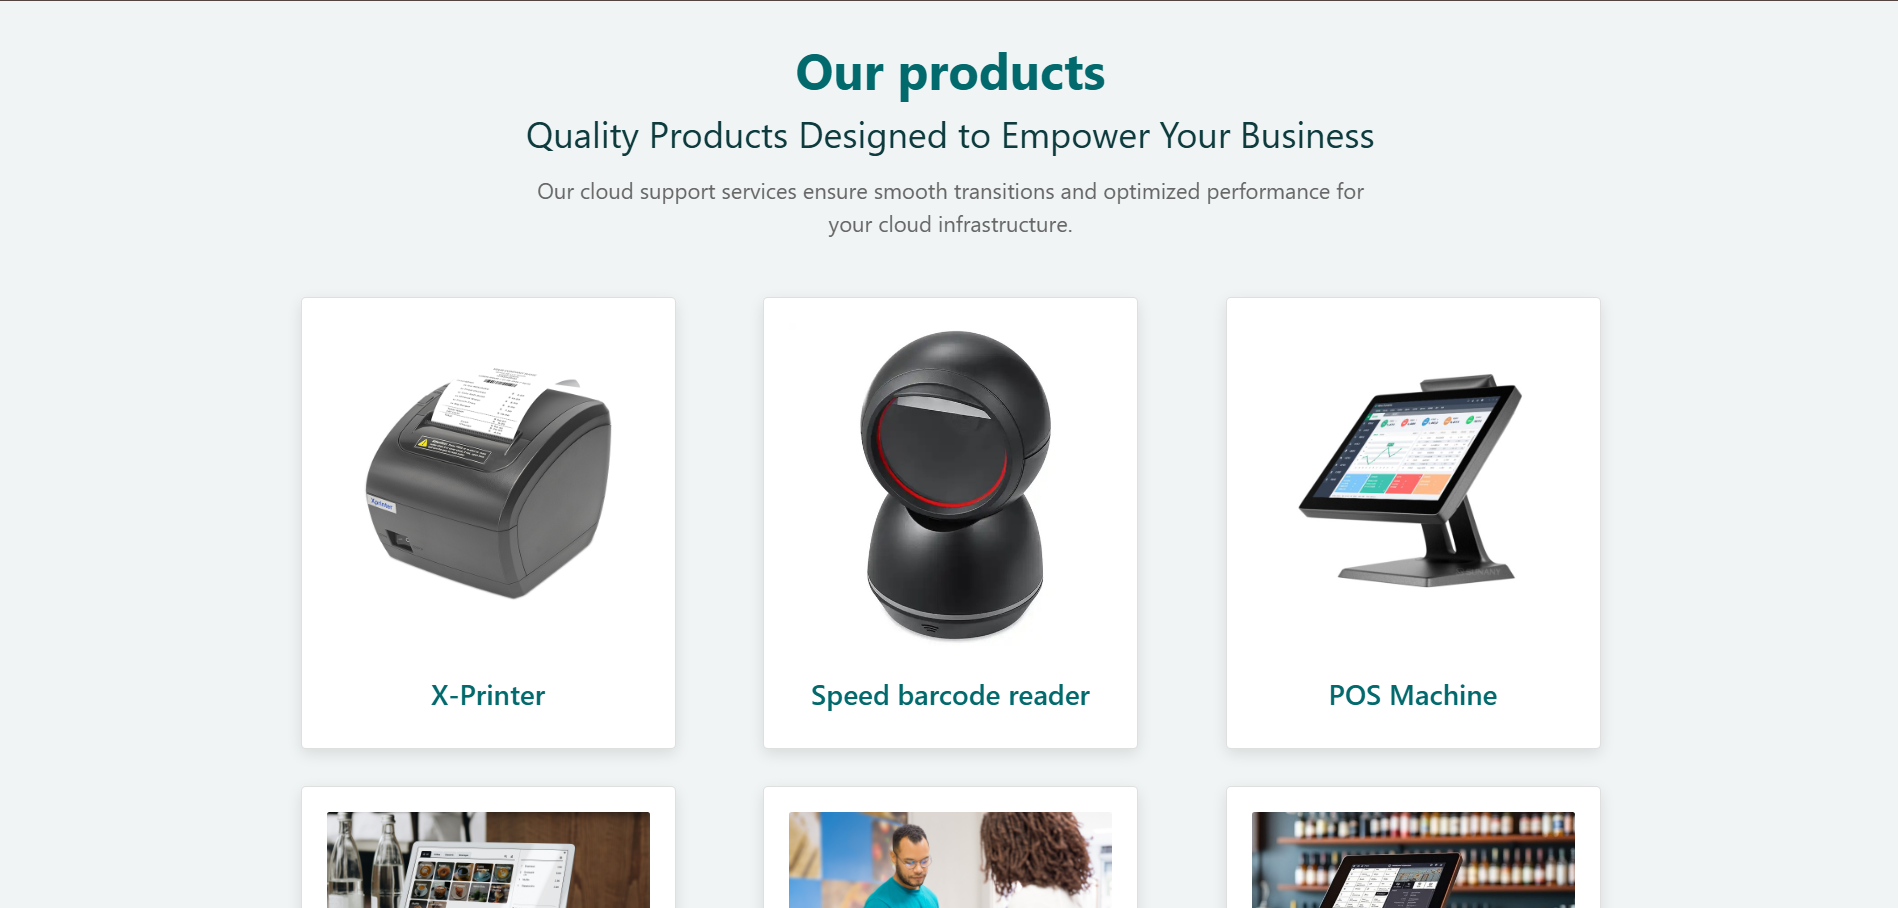 Our products
Quality Products Designed to Empower Your Business
Our cloud support services ensure smooth transitions and optimized performance for
your cloud infrastructure.
Xprinter
X-Printer
Speed barcode reader
POS Machine